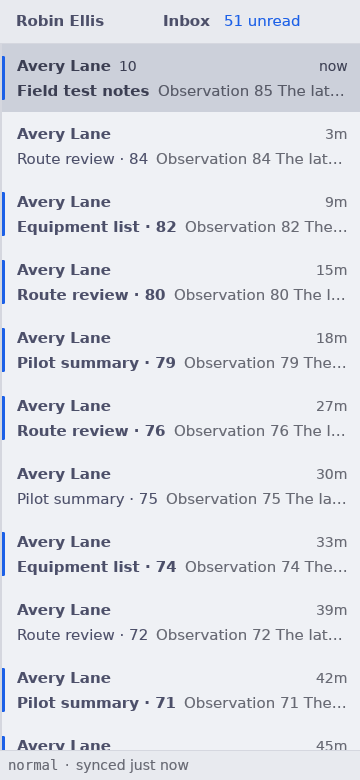 Robin Ellis Inbox 51 unread
Avery Lane 10 now
Field test notes Observation 85 The lat…
Avery Lane 3m
Route review · 84 Observation 84 The lat…
Avery Lane 9m
Equipment list · 82 Observation 82 The…
Avery Lane 15m
Route review · 80 Observation 80 The l…
Avery Lane 18m
Pilot summary · 79 Observation 79 The…
Avery Lane 27m
Route review · 76 Observation 76 The l…
Avery Lane 30m
Pilot summary · 75 Observation 75 The la…
Avery Lane 33m
Equipment list · 74 Observation 74 The…
Avery Lane 39m
Route review · 72 Observation 72 The lat…
Avery Lane 42m
Pilot summary · 71 Observation 71 The…
Avery Lane 45m
normal · synced just now